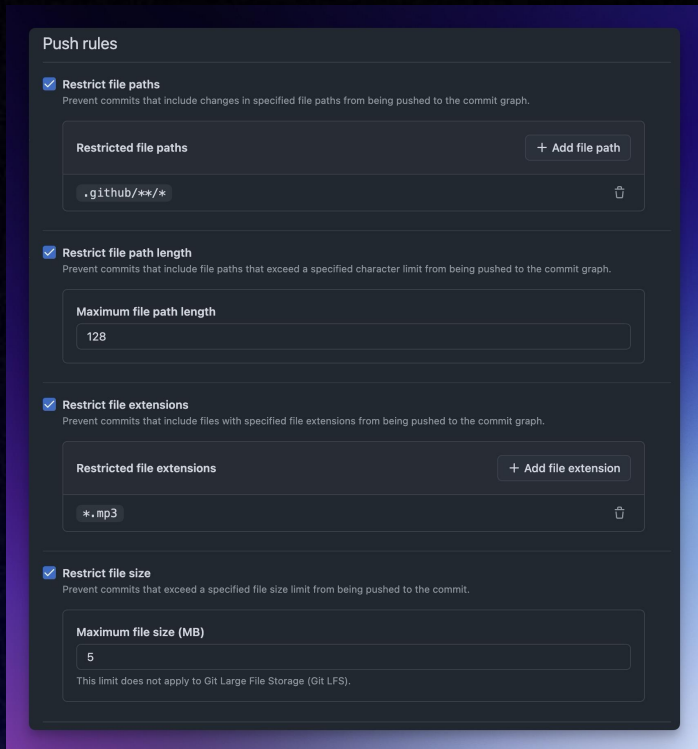 Push rules
Restrict file paths
Prevent commits that include changes in specified file paths from being pushed to the commit graph.
Restricted file paths
+ Add file path
.github/**/*
Restrict file path length
Prevent commits that include file paths that exceed a specified character limit from being pushed to the commit graph.
Maximum file path length
128
Restrict file extensions
Prevent commits that include files with specified file extensions from being pushed to the commit graph.
Restricted file extensions
+ Add file extension
*.mp3
Restrict file size
Prevent commits that exceed a specified file size limit from being pushed to the commit.
Maximum file size (MB)
5
This limit does not apply to Git Large File Storage (Git LFS).